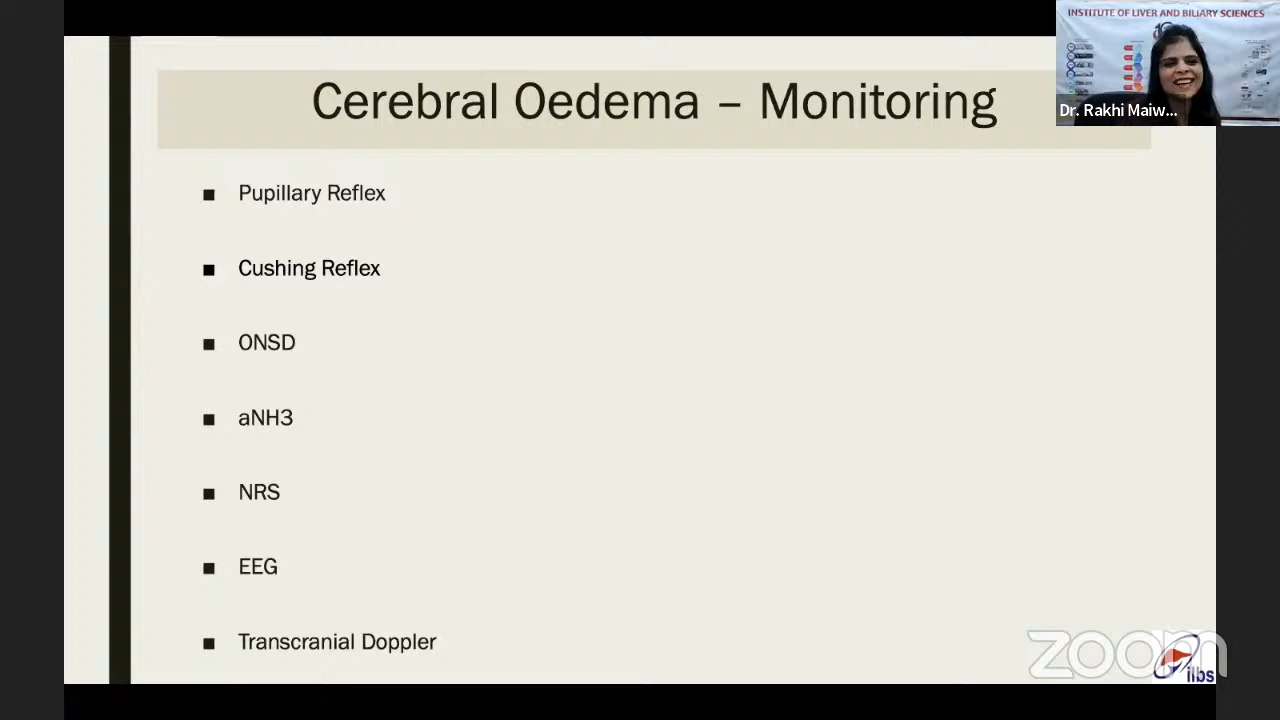 INSTITUTE OF LIVER AND BILIARY SCIENCES
Dr. Rakhi Maiw...
Cerebral Oedema – Monitoring
■ Pupillary Reflex
■ Cushing Reflex
■ ONSD
■ aNH3
■ NRS
■ EEG
■ Transcranial Doppler
zoom
ilbs